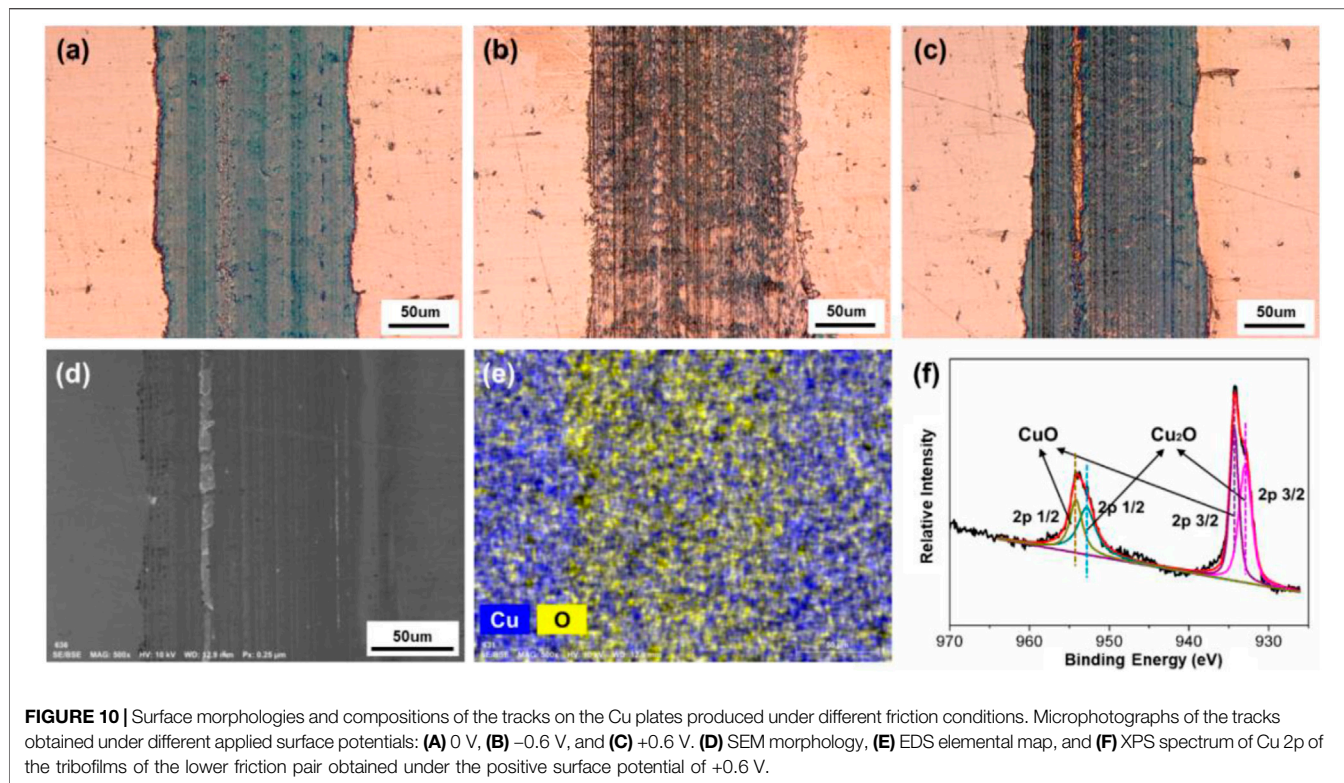 (a)
(b)
(c)
50um
50um
50um
(d)
(e)
(f)
CuO
Cu₂O
2p 1/2
2p 1/2
2p 3/2
2p 3/2
Relative Intensity
50um
Cu
O
636
SE/BSE MAG: 500x HV: 10 kV WD: 12.9 mm Px: 0.25 µm
970
960
950
940
930
Binding Energy (eV)
FIGURE 10 | Surface morphologies and compositions of the tracks on the Cu plates produced under different friction conditions. Microphotographs of the tracks
obtained under different applied surface potentials: (A) 0 V, (B) −0.6 V, and (C) +0.6 V. (D) SEM morphology, (E) EDS elemental map, and (F) XPS spectrum of Cu 2p of
the tribofilms of the lower friction pair obtained under the positive surface potential of +0.6 V.